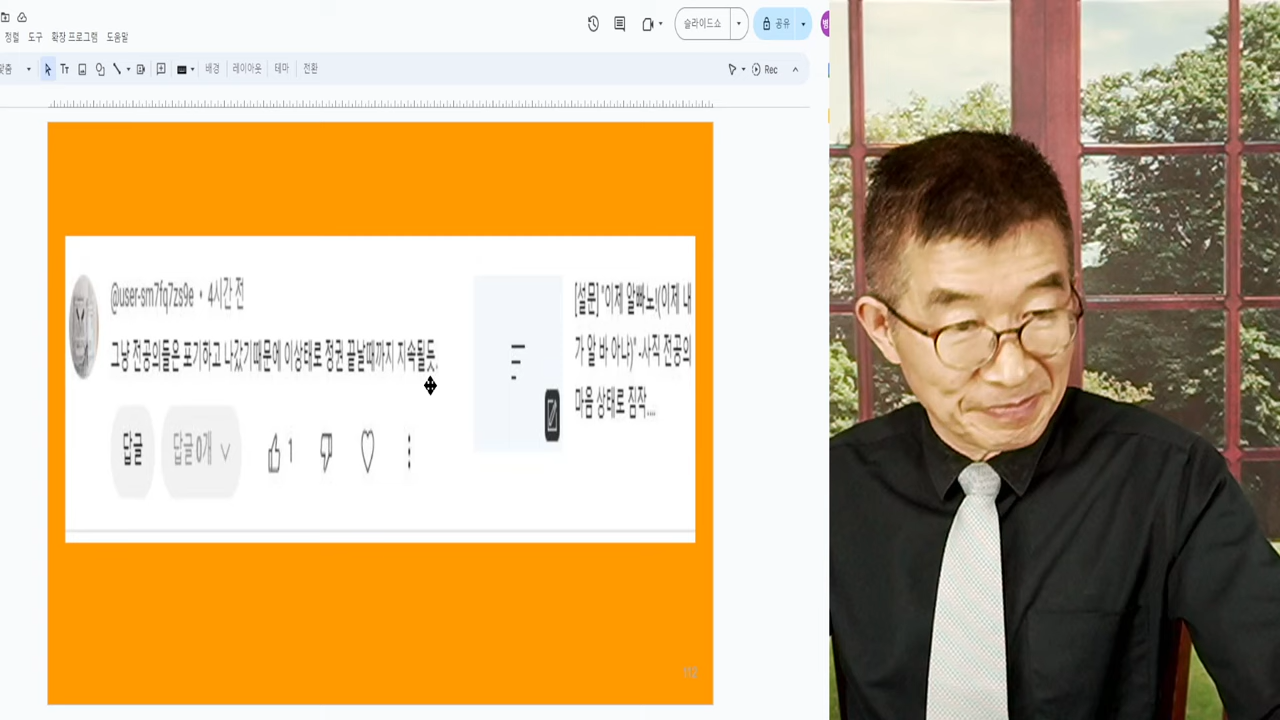 정렬 도구 확장 프로그램 도움말
슬라이드쇼
공유
배경 레이아웃 테마 전환
Rec
@user-sm7fq7zs9e • 4시간 전
그냥 전공의들은 포기하고 나갔기때문에 이상태로 정권 끝날때까지 지속될듯.
답글 답글 0개 1
[설문] "이제 알빠노!(이제 내
가 알 바 아냐)"-사직 전공의
마음 상태로 짐작...
112